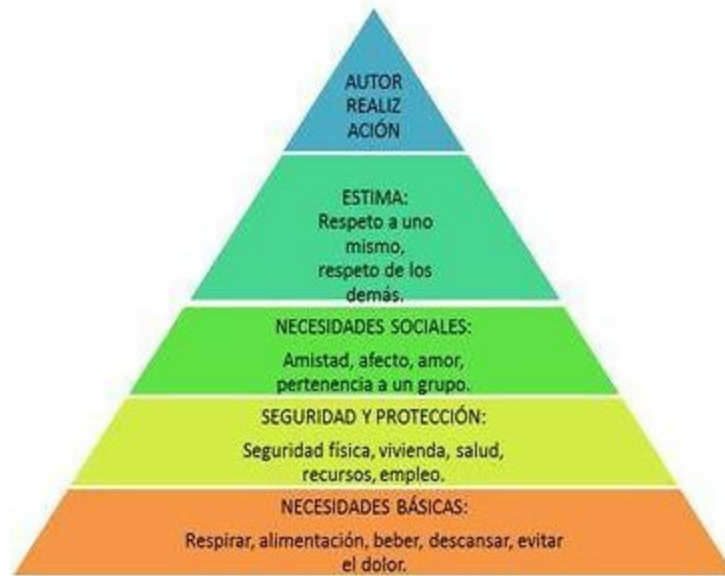 AUTOR
REALIZ
ACIÓN
ESTIMA:
Respeto a uno
mismo,
respeto de los
demás.
NECESIDADES SOCIALES:
Amistad, afecto, amor,
pertenencia a un grupo.
SEGURIDAD Y PROTECCIÓN:
Seguridad física, vivienda, salud,
recursos, empleo.
NECESIDADES BÁSICAS:
Respirar, alimentación, beber, descansar, evitar
el dolor.